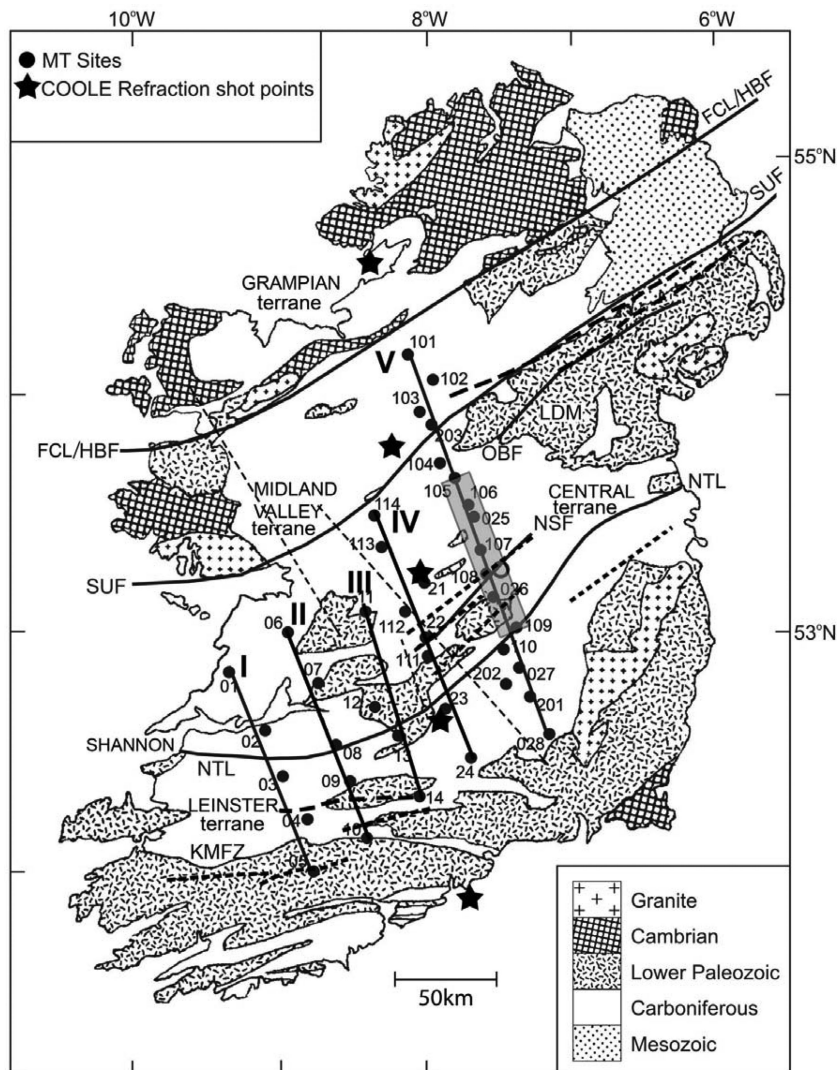 10°W
8°W
6°W
MT Sites
COOLE Refraction shot points
FCL/HBF
55°N
SUF
GRAMPIAN
terrane
101
V
102
103
LDM
203
FCL/HBF
OBF
104
NTL
MIDLAND
VALLEY
terrane
105
106
CENTRAL
terrane
114
IV
025
NSF
113
107
SUF
108
21
III
026
II
11
53°N
06
112
22
109
I
10
07
111
027
01
202
12
23
201
02
SHANNON
08
13
028
NTL
24
03
09
LEINSTER
terrane
14
04
10
KMFZ
05
Granite
Cambrian
Lower Paleozoic
50km
Carboniferous
Mesozoic